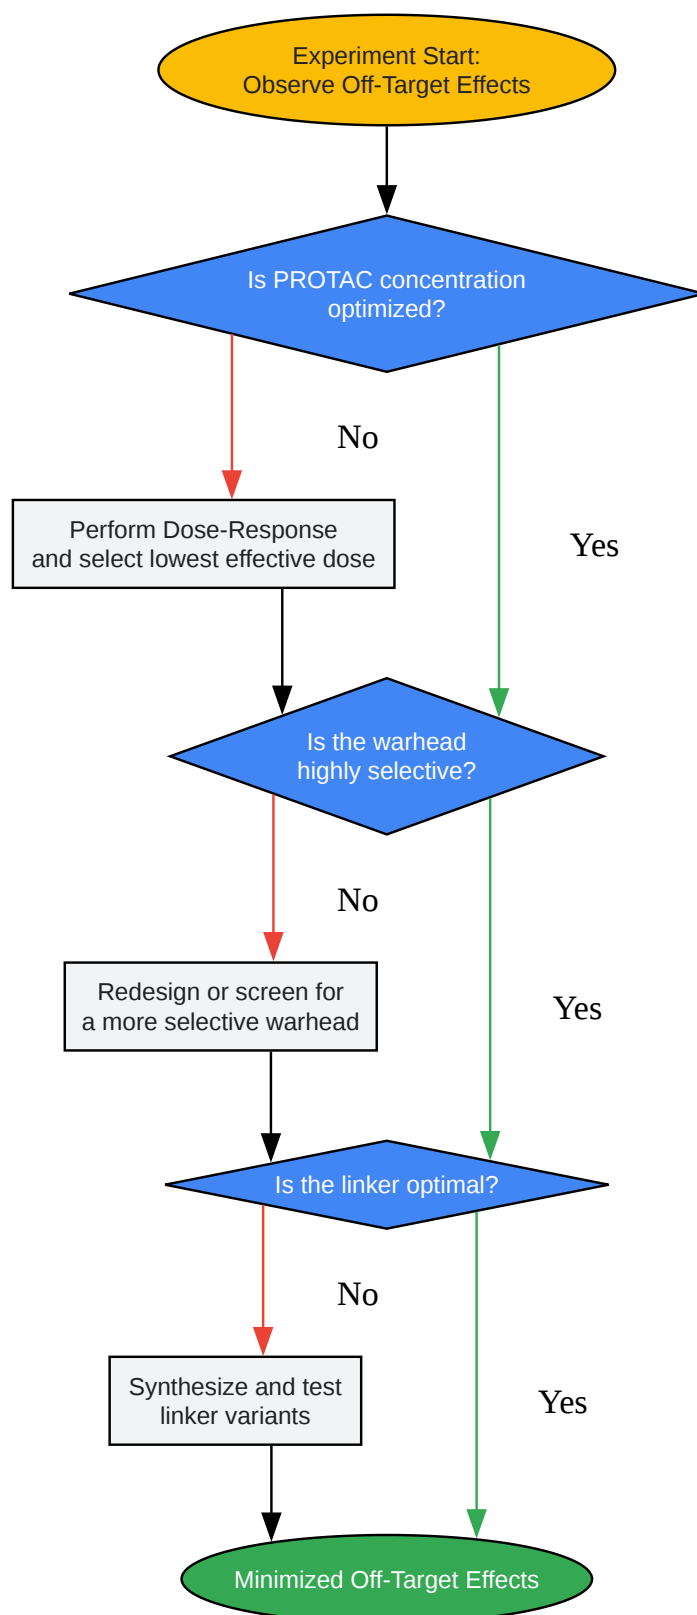 Experiment Start:
Observe Off-Target Effects
Is PROTAC concentration
optimized?
No
Perform Dose-Response
and select lowest effective dose
Yes
Is the warhead
highly selective?
No
Redesign or screen for
a more selective warhead
Yes
Is the linker optimal?
No
Synthesize and test
linker variants
Yes
Minimized Off-Target Effects